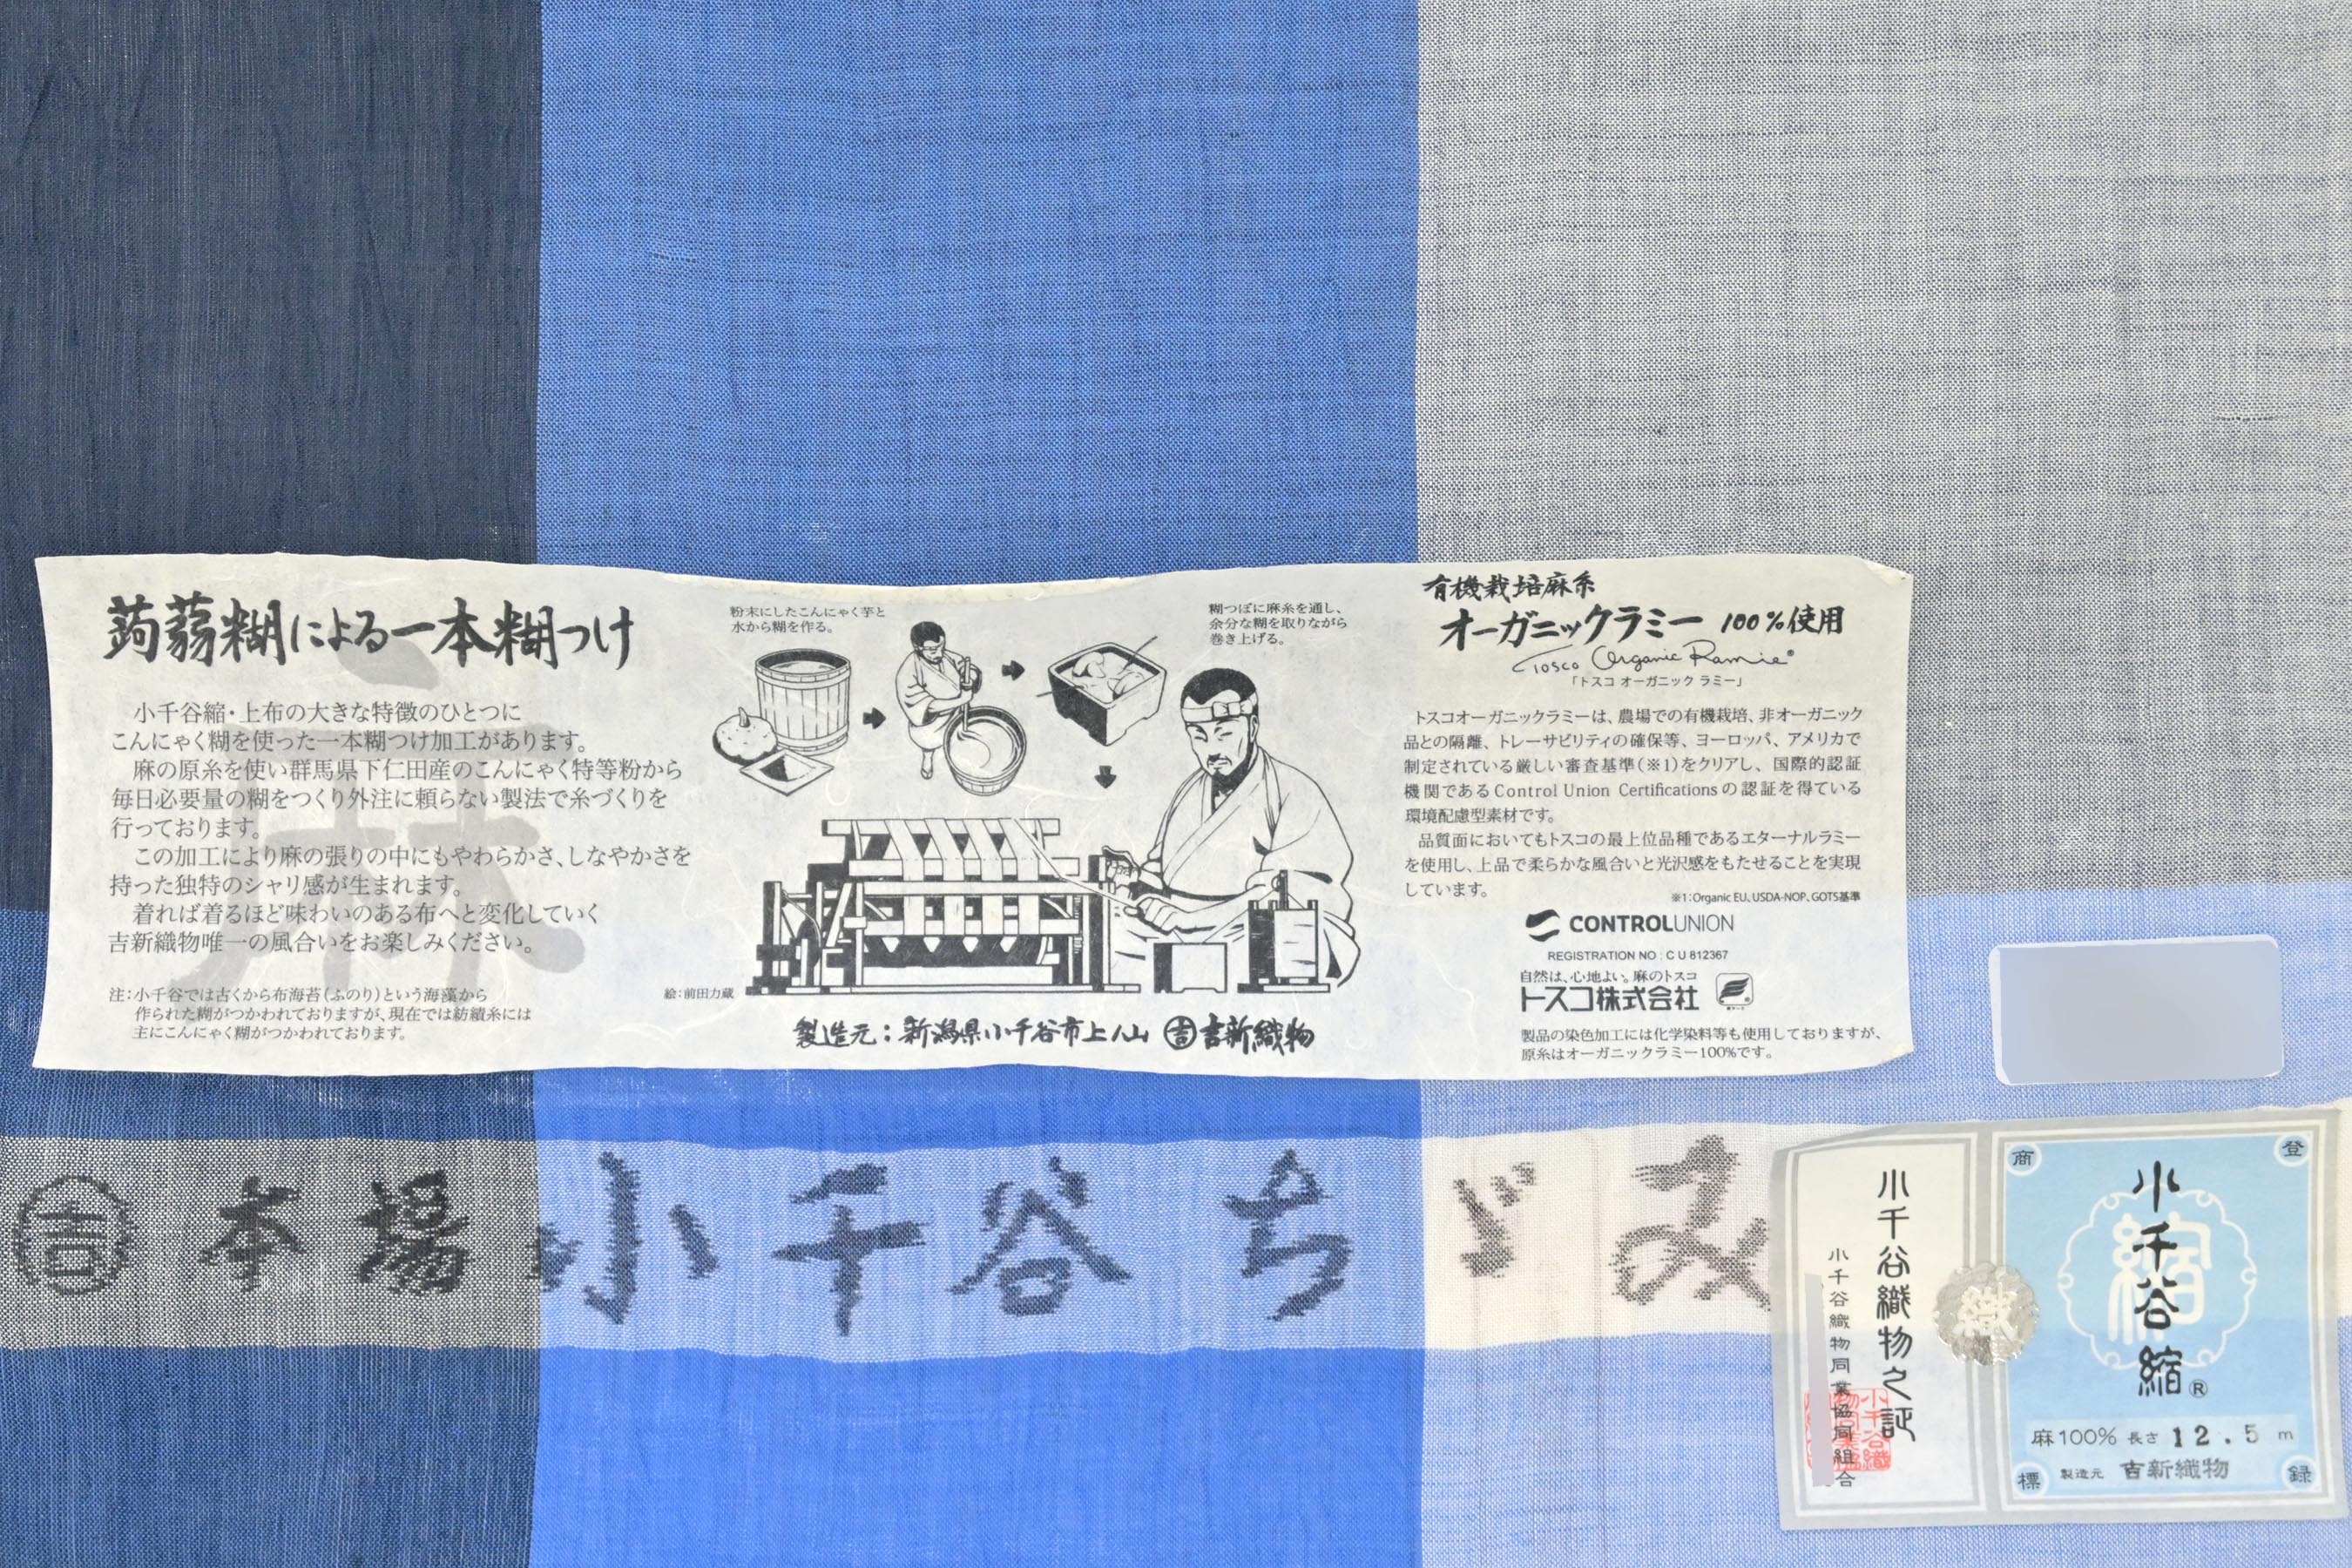 蒟蒻糊による一本糊つけ
小千谷縮・上布の大きな特徴のひとつに
こんにゃく糊を使った一本糊つけ加工があります。
麻の原糸を使い群馬県下仁田産のこんにゃく特等粉から
毎日必要量の糊をつくり外注に頼らない製法で糸づくりを
行っております。
この加工により麻の張りの中にもやわらかさ、しなやかさを
持った独特のシャリ感が生まれます。
着れば着るほど味わいのある布へと変化していく
吉新織物唯一の風合いをお楽しみください。
注：小千谷では古くから布海苔（ふのり）という海藻から
作られた糊がつかわれておりますが、現在では紡績糸には
主にこんにゃく糊がつかわれております。
麻
粉末にしたこんにゃく芋と
水から糊を作る。
糊つぼに麻糸を通し、
余分な糊を取りながら
巻き上げる。
絵：前田力蔵
製造元：新潟県小千谷市上ノ山 吉 吉新織物
有機栽培麻糸
オーガニックラミー 100%使用
Tosco Organic Ramie®
「トスコ オーガニック ラミー」
トスコオーガニックラミーは、農場での有機栽培、非オーガニック
品との隔離、トレーサビリティの確保等、ヨーロッパ、アメリカで
制定されている厳しい審査基準（※1）をクリアし、国際的認証
機関であるControl Union Certificationsの認証を得ている
環境配慮型素材です。
品質面においてもトスコの最上位品種であるエターナルラミー
を使用し、上品で柔らかな風合いと光沢感をもたせることを実現
しています。
※1：Organic EU、USDA-NOP、GOTS基準
CONTROLUNION
REGISTRATION NO : C U 812367
自然は、心地よい。麻のトスコ
トスコ株式会社
製品の染色加工には化学染料等も使用しておりますが、
原糸はオーガニックラミー100%です。
吉 本場小千谷ちゞみ
小千谷織物之証
小千谷織物同業協同組合
織
登
録
商
標
縮
小千谷縮®
麻100% 長さ 12.5 m
製造元 吉新織物